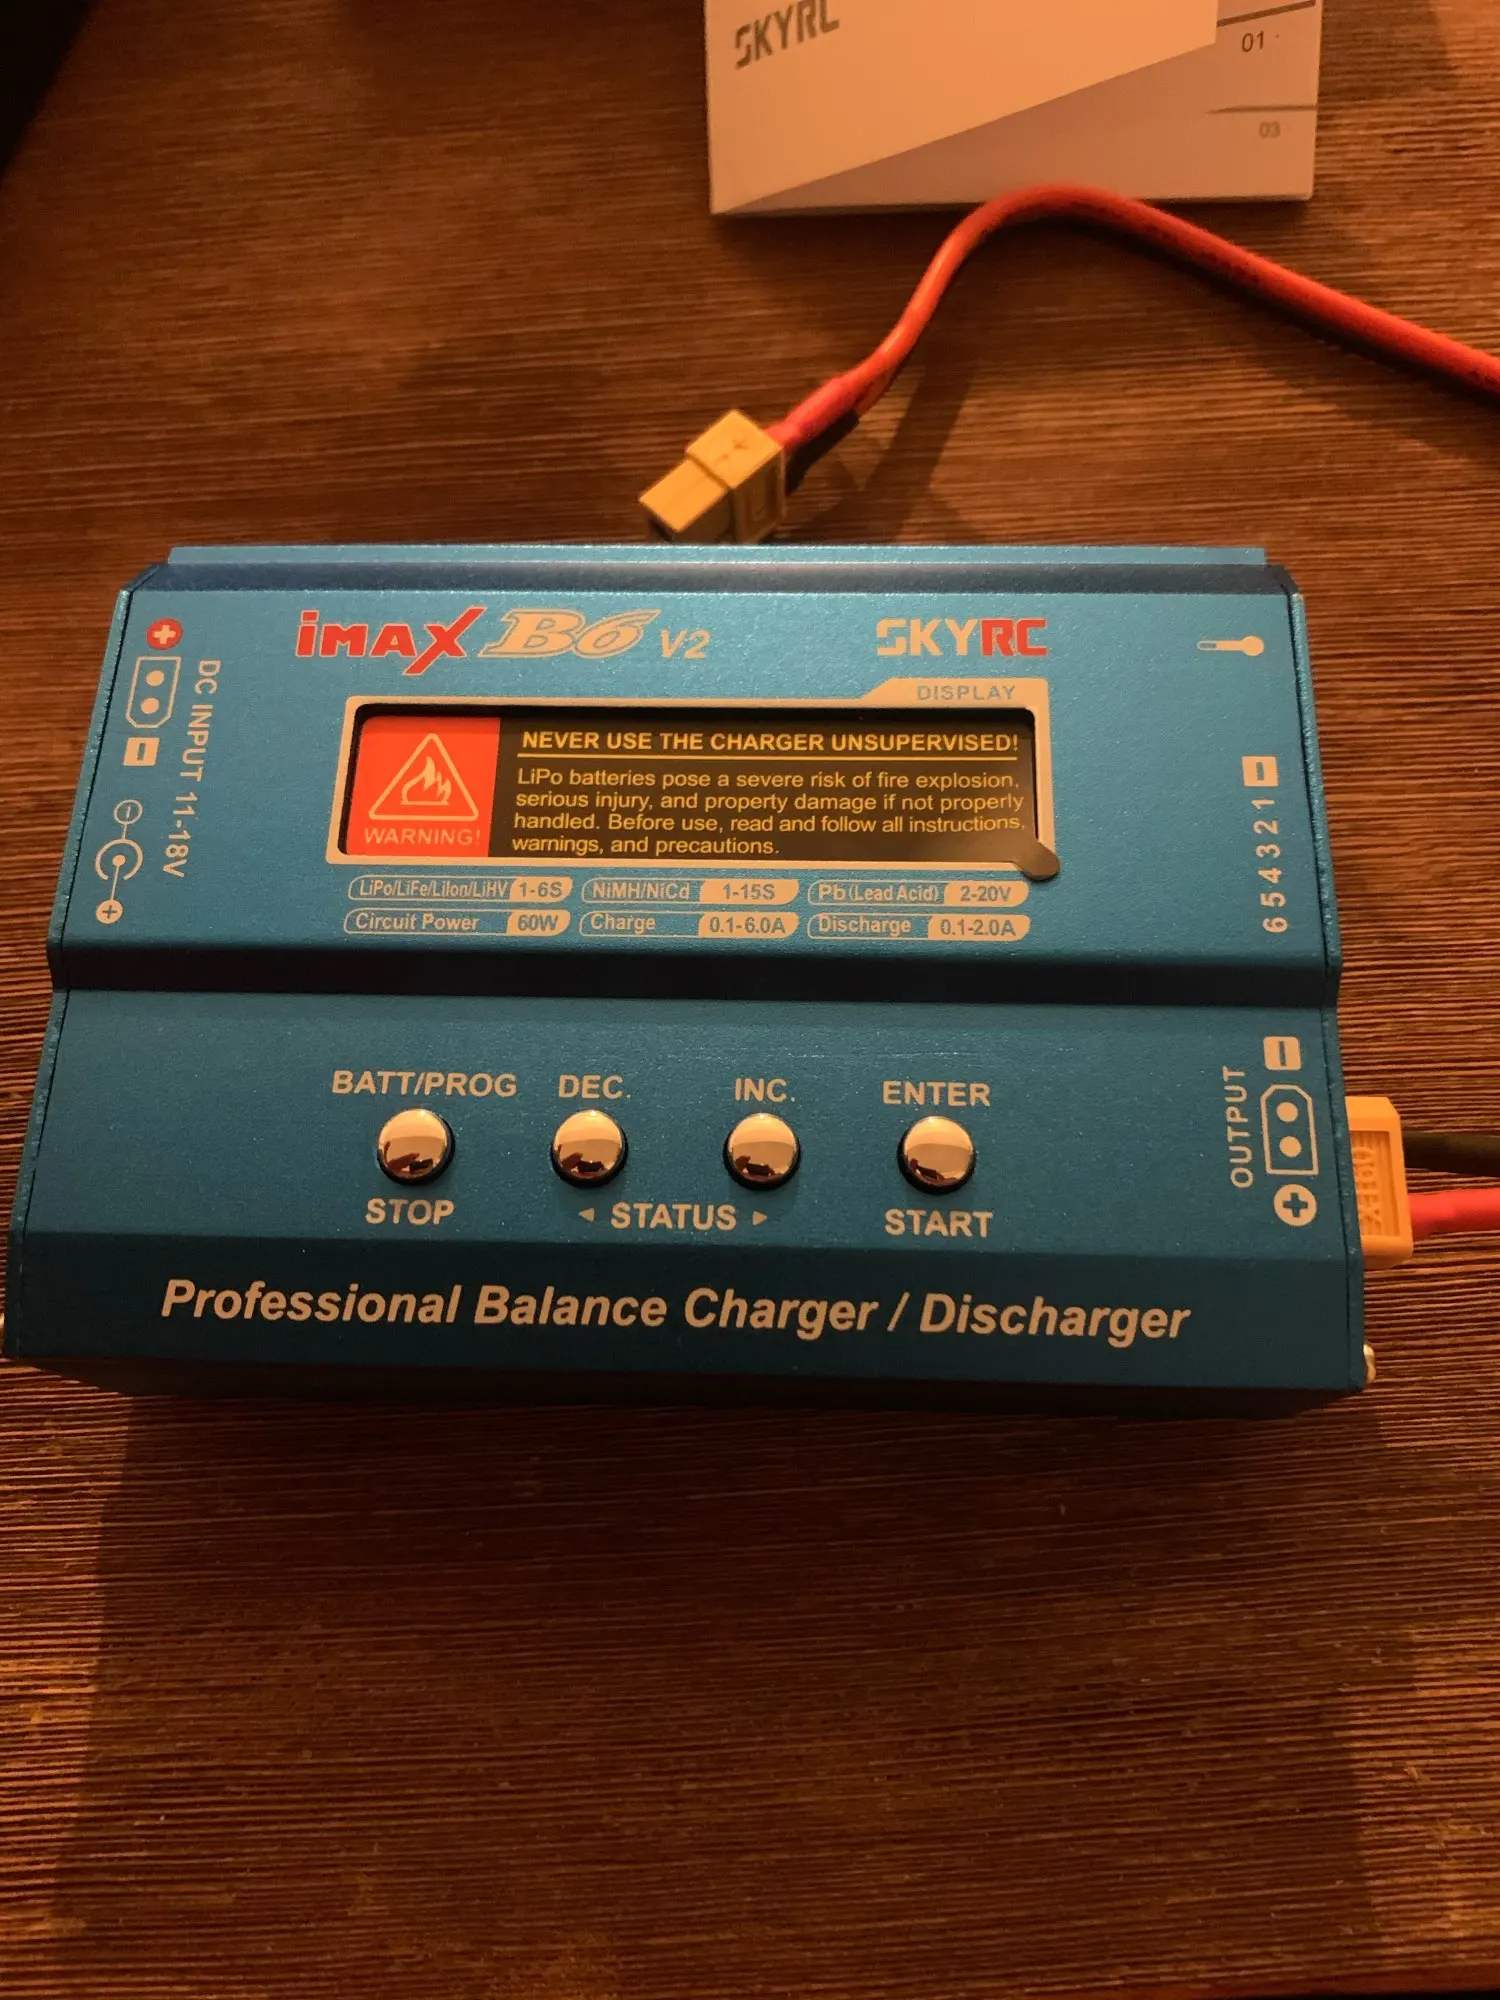 SKYRC
01
03
iMAX B6 V2
SKYRC
DISPLAY
DC INPUT 11-18V
WARNING!
NEVER USE THE CHARGER UNSUPERVISED!
LiPo batteries pose a severe risk of fire explosion,
serious injury, and property damage if not properly
handled. Before use, read and follow all instructions,
warnings, and precautions.
LiPo/LiFe/LiIon/LiHV 1-6S NiMH/NiCd 1-15S Pb(Lead Acid) 2-20V
Circuit Power 60W Charge 0.1-6.0A Discharge 0.1-2.0A
6 5 4 3 2 1
BATT/PROG DEC. INC. ENTER
STOP ◄ STATUS ► START
OUTPUT
XT60
Professional Balance Charger / Discharger